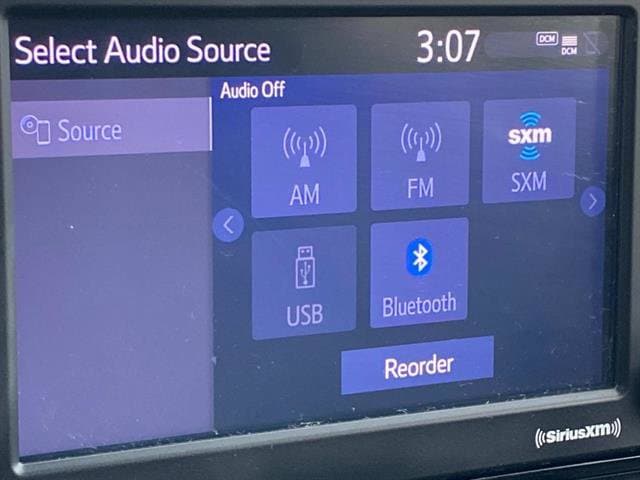 Select Audio Source 3:07 DCM DCM
Audio Off
Source
AM FM sxm SXM
USB Bluetooth
Reorder
((SiriusXM))